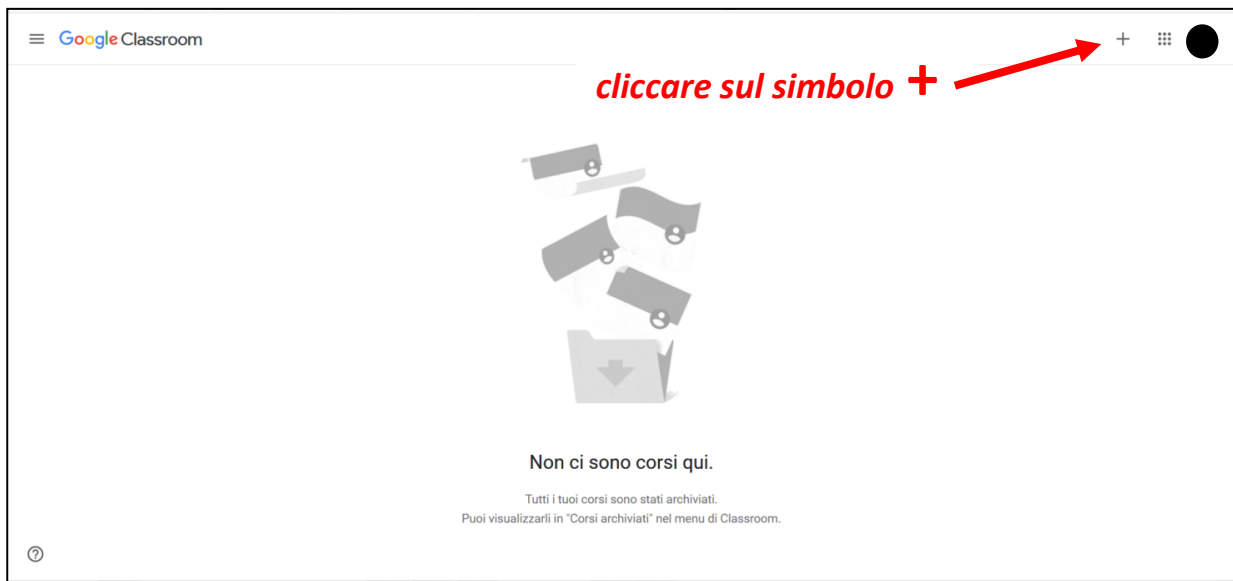 Google Classroom
cliccare sul simbolo +
Non ci sono corsi qui.
Tutti i tuoi corsi sono stati archiviati.
Puoi visualizzarli in "Corsi archiviati" nel menu di Classroom.